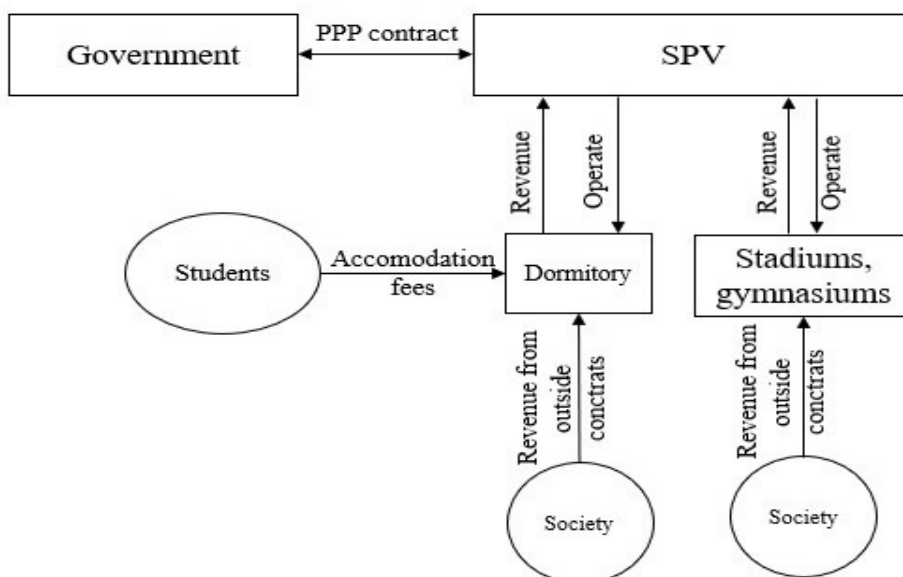 PPP contract
Government
SPV
Revenue
Operate
Revenue
Operate
Students
Accomodation
fees
Dormitory
Stadiums,
gymnasiums
Revenue from
outside
conctrats
Revenue from
outside
conctrats
Society
Society